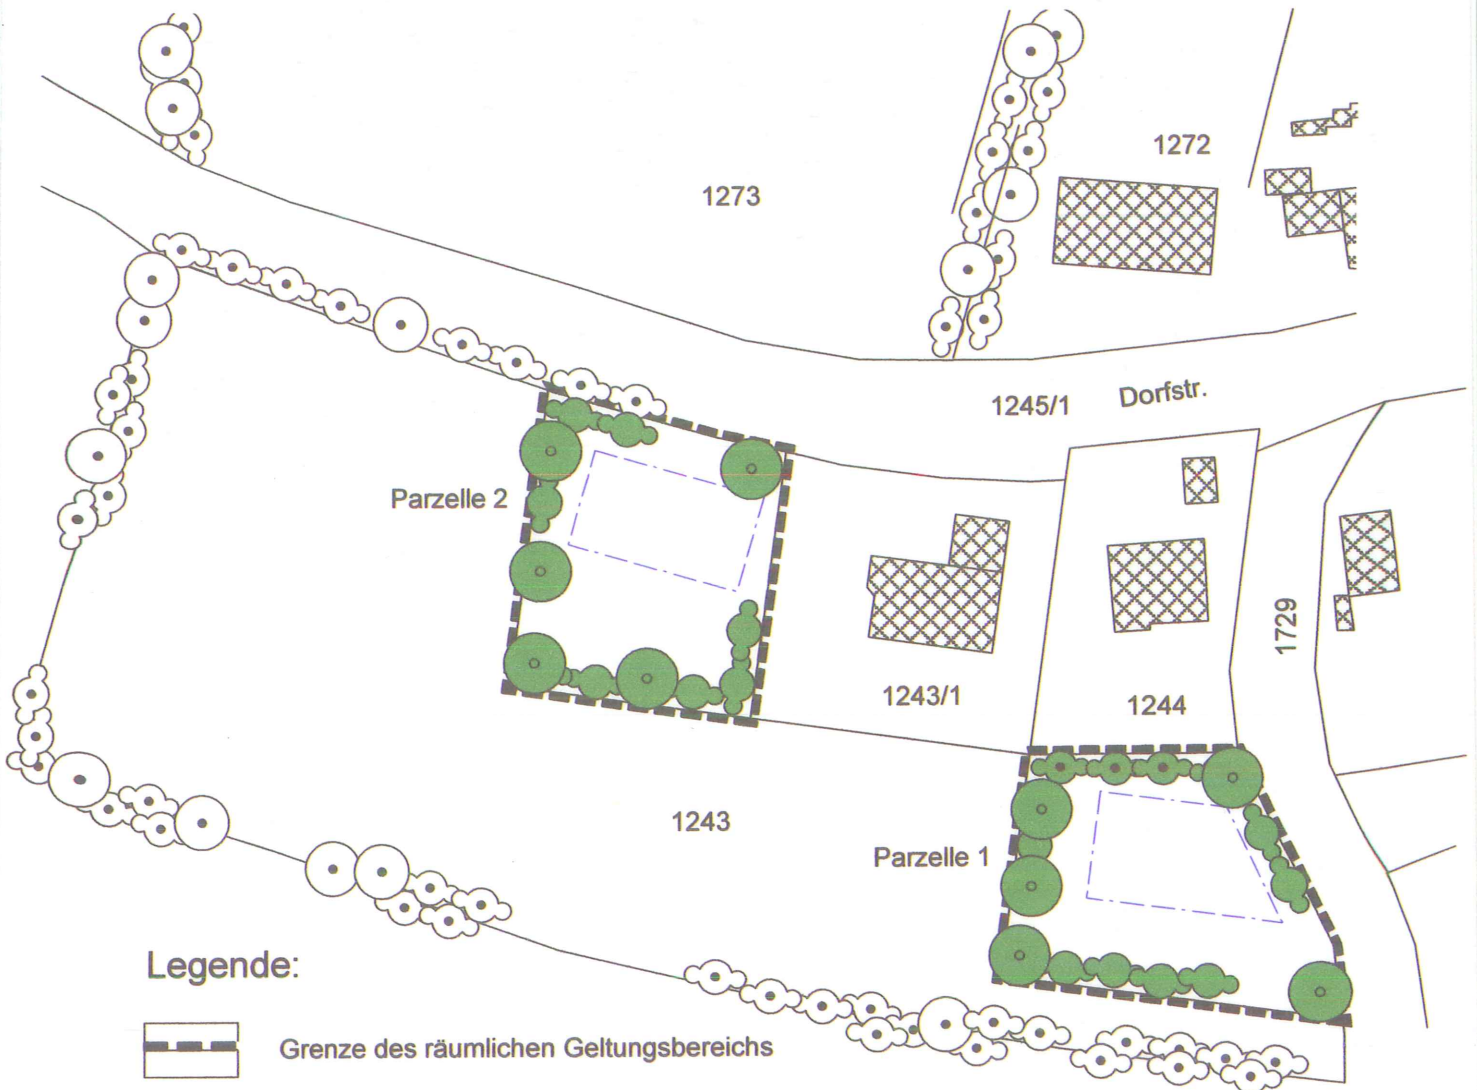 1272
1273
1245/1 Dorfstr.
Parzelle 2
1729
1243/1
1244
1243
Parzelle 1
Legende:
Grenze des räumlichen Geltungsbereichs